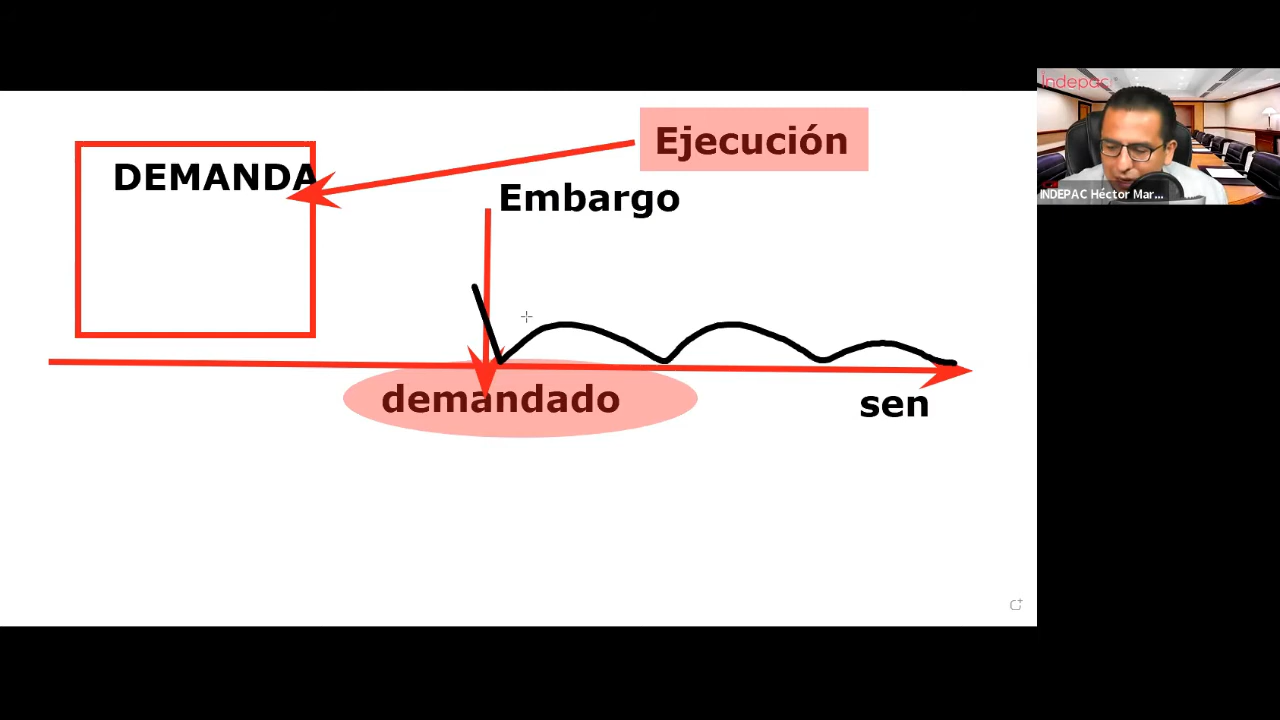 Ejecución
DEMANDA
Embargo
demandado
sen
Indepac
INDEPAC Héctor Mar...